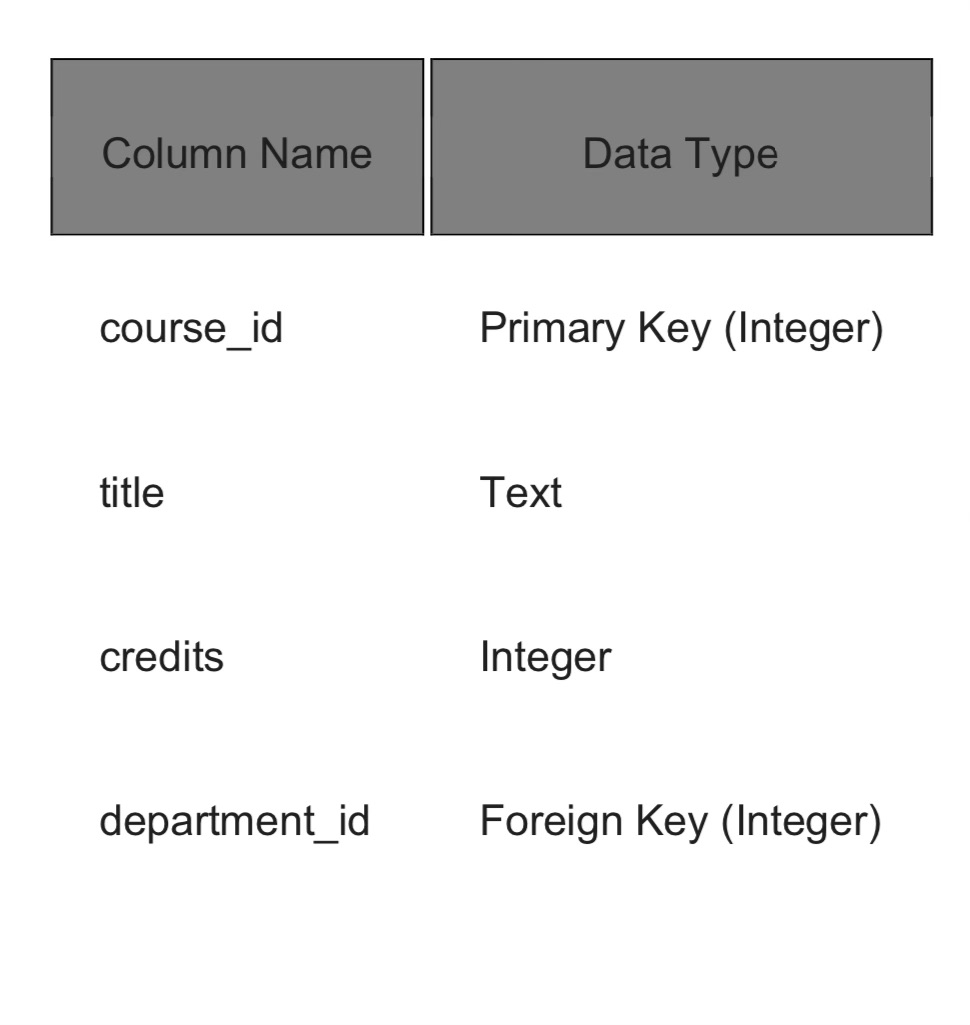 Column Name Data Type
course_id Primary Key (Integer)
title Text
credits Integer
department_id Foreign Key (Integer)